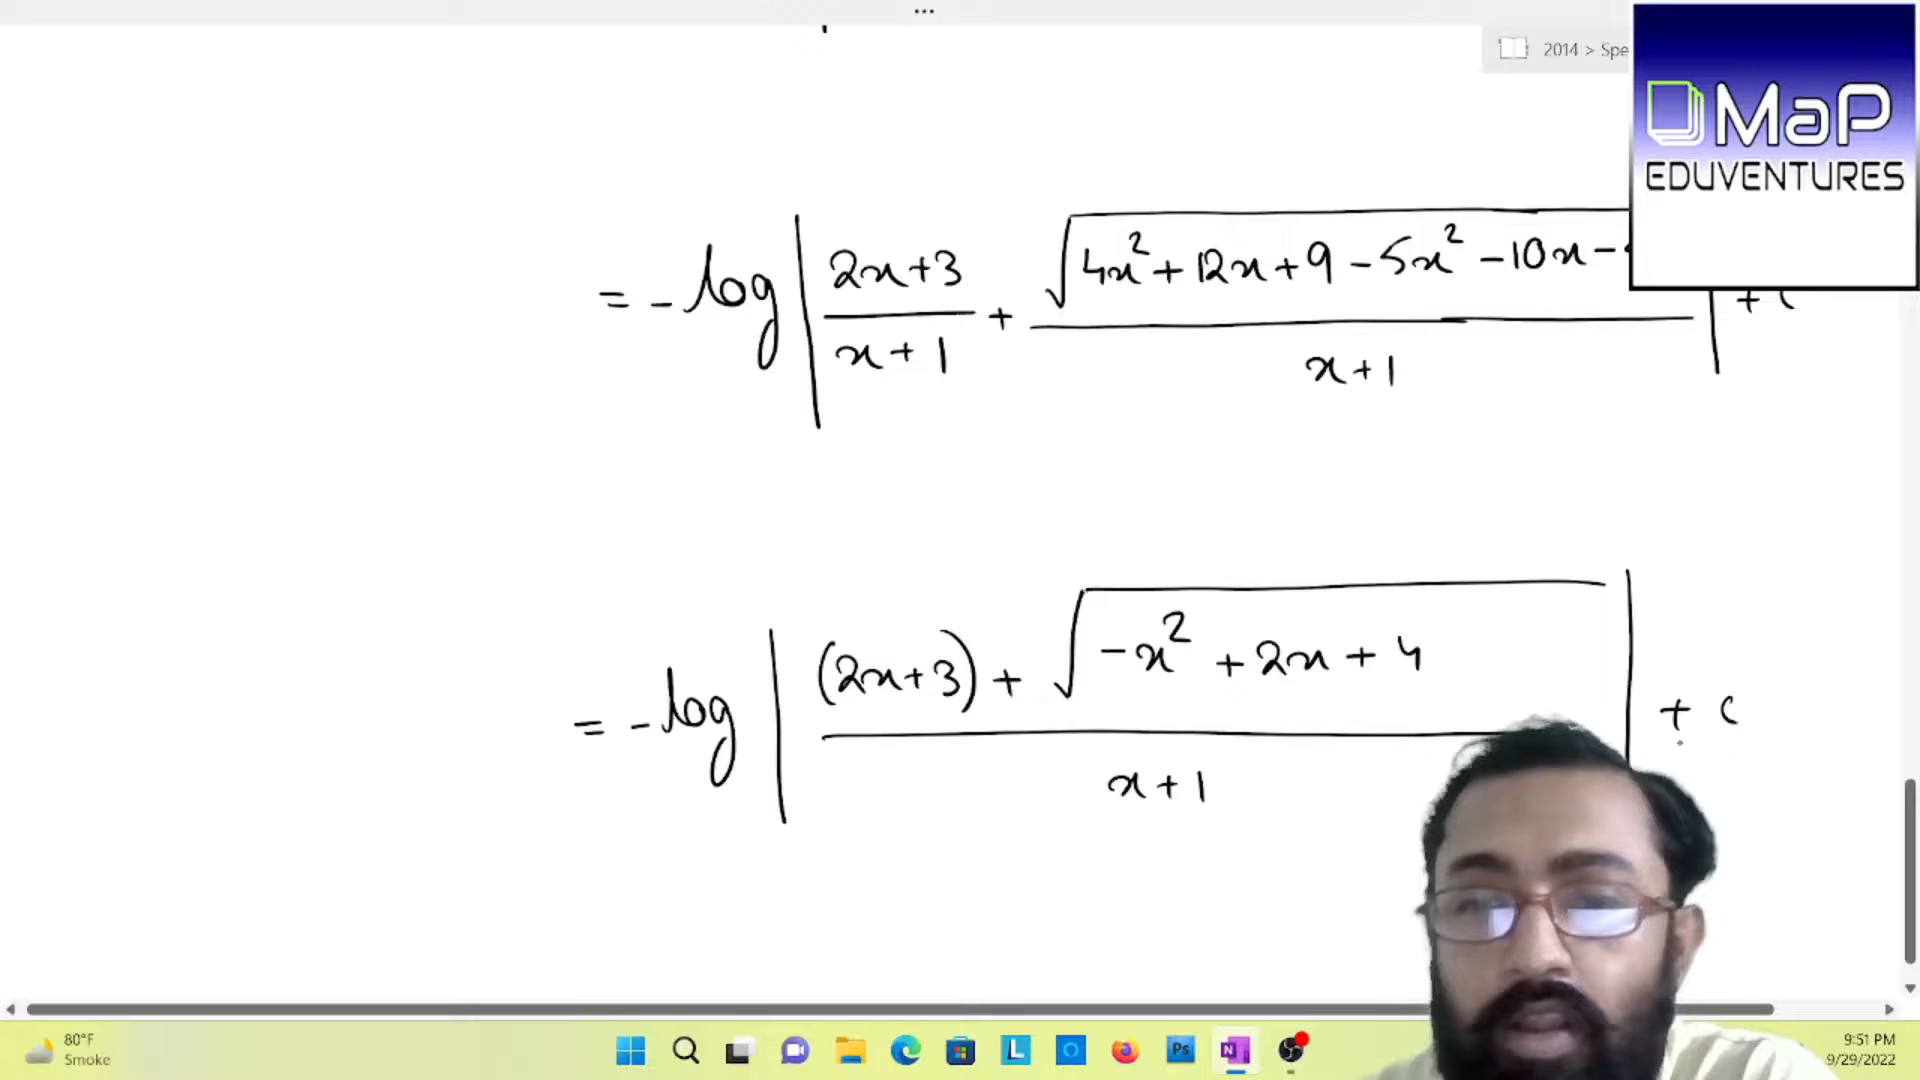 ...
2014 > Spe
MaP
EDUVENTURES
= - log | (2x+3)/(x+1) + √(4x² + 12x + 9 - 5x² - 10x - / (x+1) | +
= - log | ((2x+3) + √(-x² + 2x + 4))/(x+1) | + c
80°F
Smoke
L
Ps
N
9:51 PM
9/29/2022